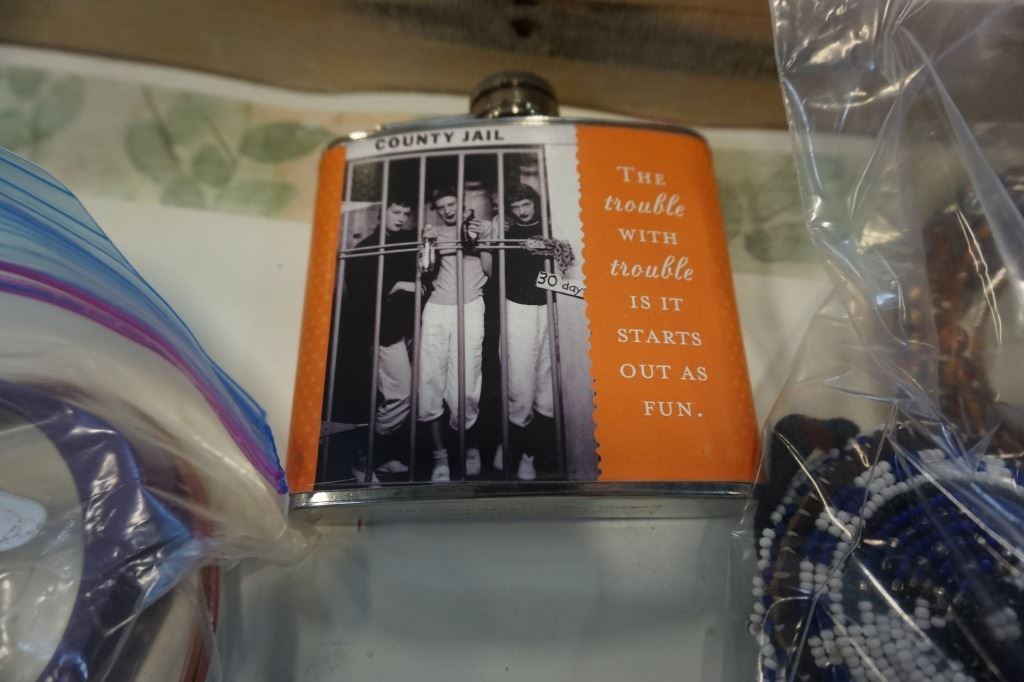 COUNTY JAIL
30 days
THE
trouble
WITH
trouble
IS IT
STARTS
OUT AS
FUN.